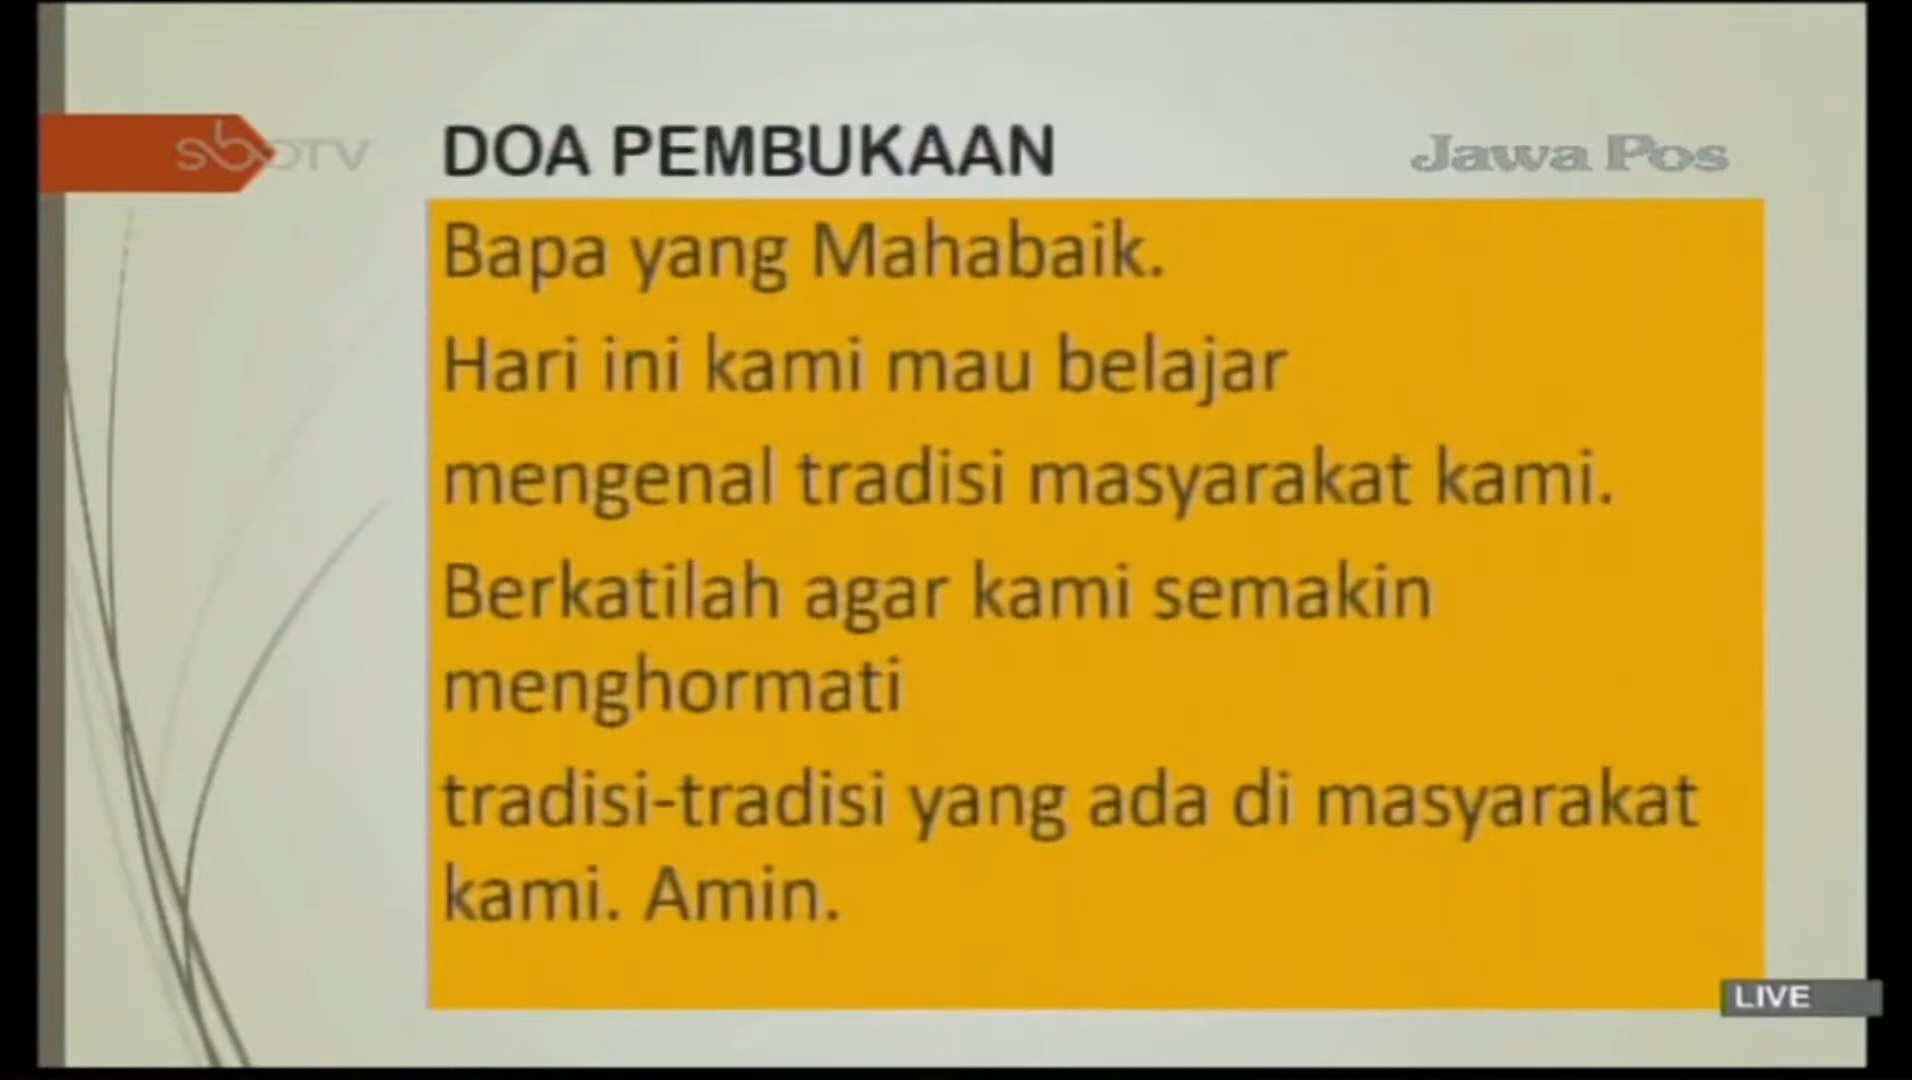 sboTV
DOA PEMBUKAAN
Jawa Pos
Bapa yang Mahabaik.
Hari ini kami mau belajar
mengenal tradisi masyarakat kami.
Berkatilah agar kami semakin
menghormati
tradisi-tradisi yang ada di masyarakat
kami. Amin.
LIVE